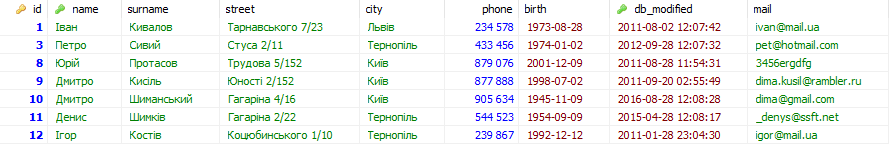 id name surname street city phone birth db_modified mail
1 Іван Кивалов Тарнавського 7/23 Львів 234 578 1973-08-28 2011-08-02 12:07:42 ivan@mail.ua
3 Петро Сивий Стуса 2/11 Тернопіль 433 456 1974-01-02 2012-09-28 12:07:32 pet@hotmail.com
8 Юрій Протасов Трудова 5/152 Київ 879 076 2001-12-09 2011-08-28 11:54:31 3456ergdfg
9 Дмитро Кисіль Юності 2/152 Київ 877 888 1998-07-02 2011-09-20 02:55:49 dima.kusil@rambler.ru
10 Дмитро Шиманський Гагаріна 4/16 Київ 905 634 1945-11-09 2016-08-28 12:08:28 dima@gmail.com
11 Денис Шимків Гагаріна 2/22 Тернопіль 544 523 1954-09-09 2015-04-28 12:08:17 _denys@ssft.net
12 Ігор Костів Коцюбинського 1/10 Тернопіль 239 867 1992-12-12 2011-01-28 23:04:30 igor@mail.ua